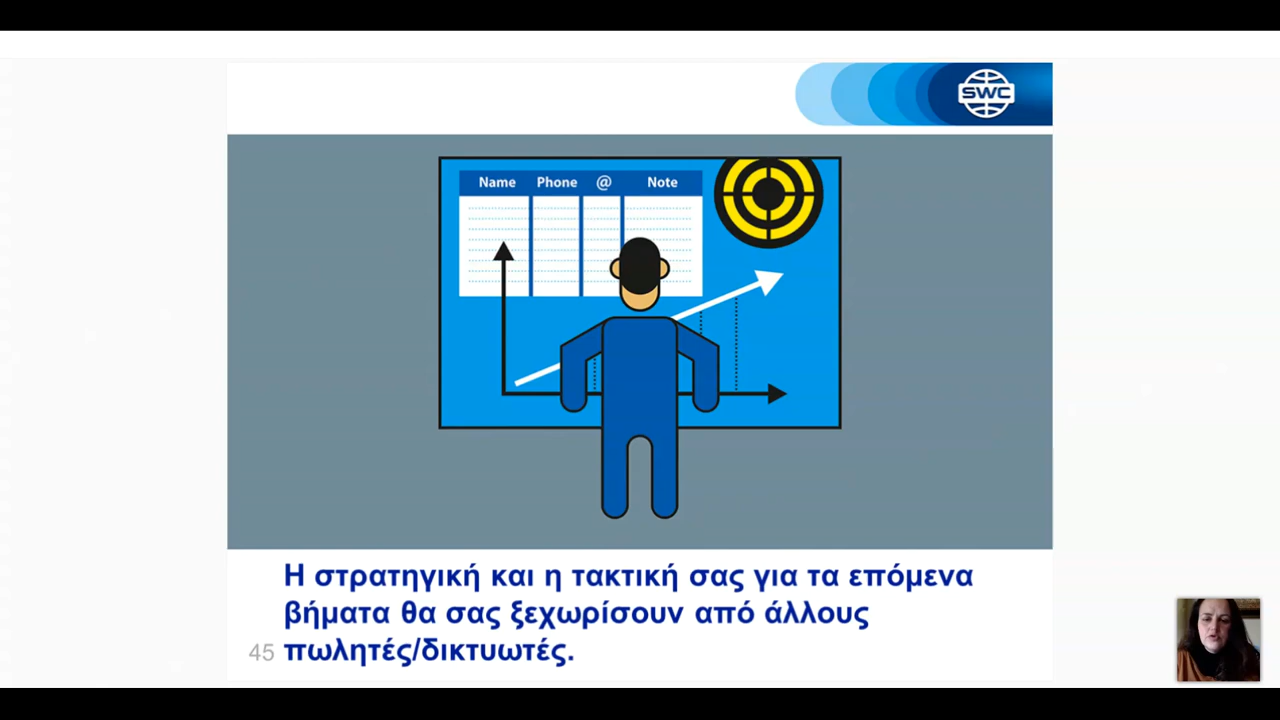 SWC
Name Phone @ Note
Η στρατηγική και η τακτική σας για τα επόμενα
βήματα θα σας ξεχωρίσουν από άλλους
45 πωλητές/δικτυωτές.